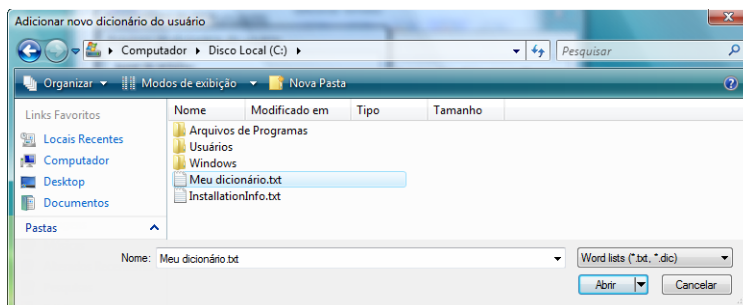 Adicionar novo dicionário do usuário
Computador Disco Local (C:) Pesquisar
Organizar Modos de exibição Nova Pasta
Links Favoritos
Locais Recentes
Computador
Desktop
Documentos
Pastas
Nome Modificado em Tipo Tamanho
Arquivos de Programas
Usuários
Windows
Meu dicionário.txt
InstallationInfo.txt
Nome: Meu dicionário.txt Word lists (*.txt, *.dic)
Abrir Cancelar